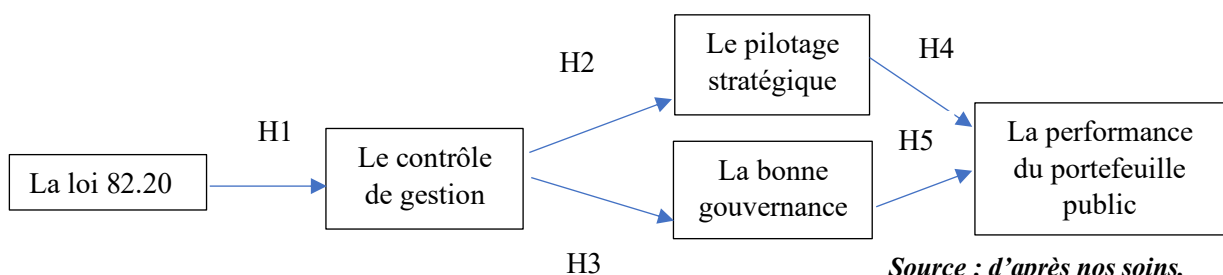 La loi 82.20
H1
Le contrôle
de gestion
H2
H3
Le pilotage
stratégique
La bonne
gouvernance
H4
H5
La performance
du portefeuille
public
Source : d’après nos soins.